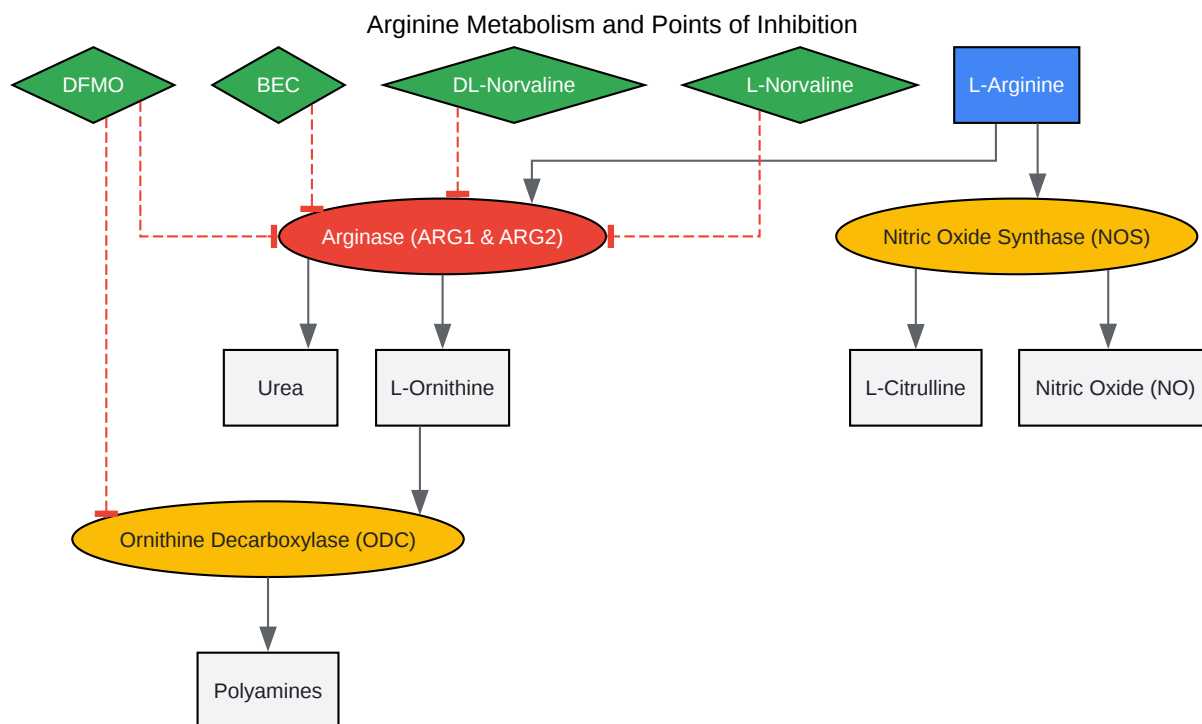 Arginine Metabolism and Points of Inhibition
DFMO
BEC
DL-Norvaline
L-Norvaline
L-Arginine
Arginase (ARG1 & ARG2)
Nitric Oxide Synthase (NOS)
Urea
L-Ornithine
L-Citrulline
Nitric Oxide (NO)
Ornithine Decarboxylase (ODC)
Polyamines